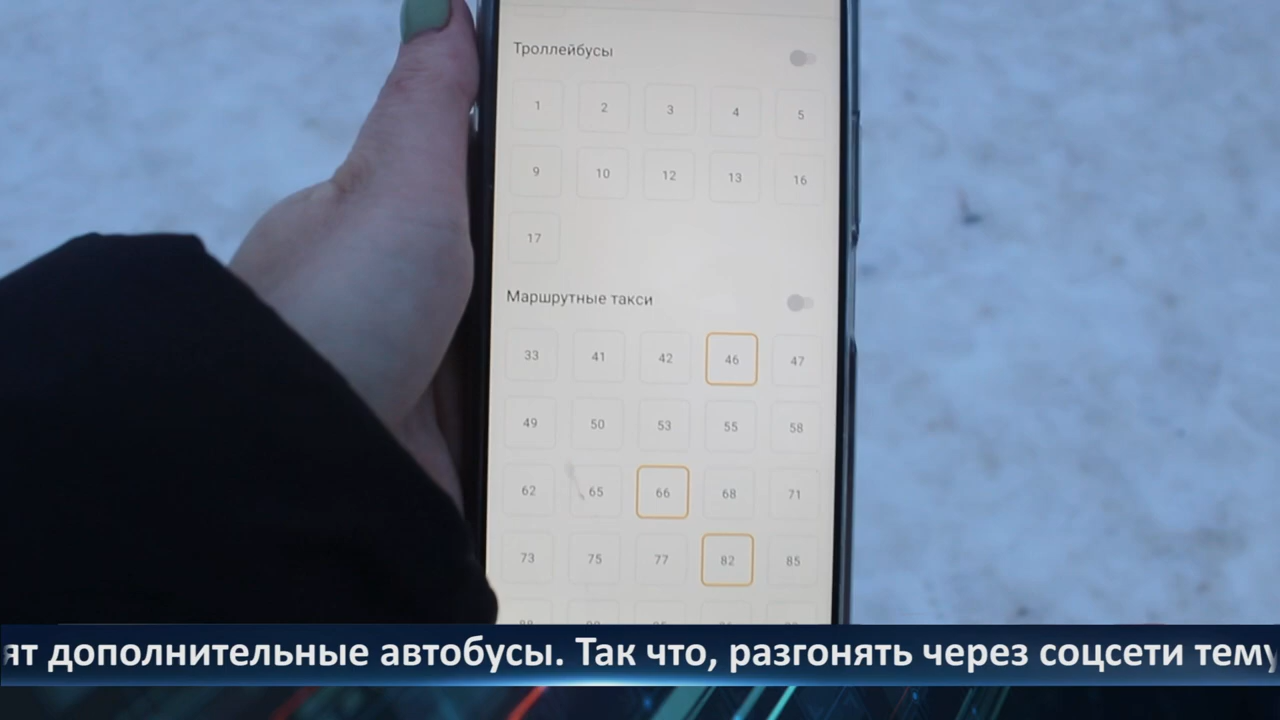 Троллейбусы
1 2 3 4 5
9 10 12 13 16
17
Маршрутные такси
33 41 42 46 47
49 50 53 55 58
62 65 66 68 71
73 75 77 82 85
ят дополнительные автобусы. Так что, разгонять через соцсети тему